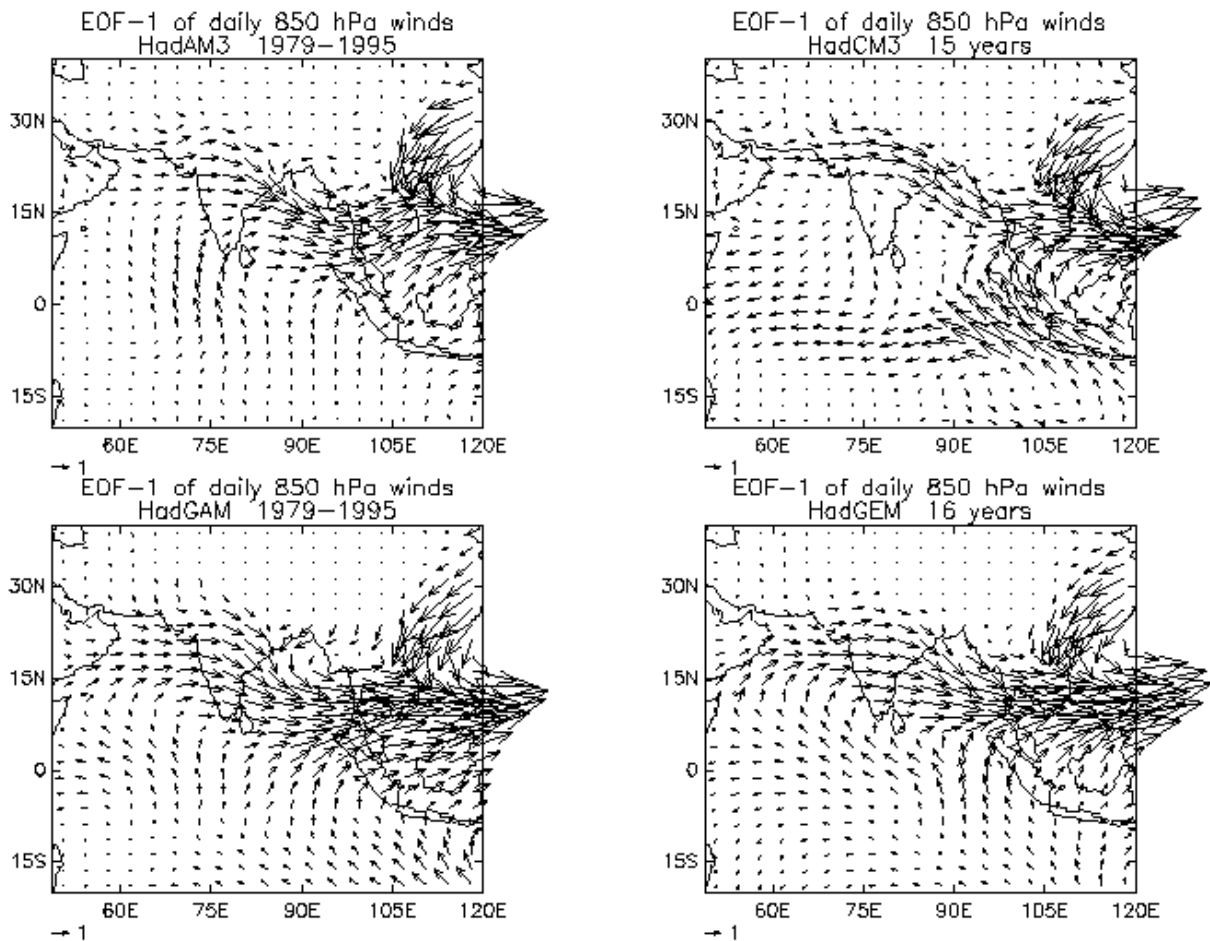 EOF-1 of daily 850 hPa winds
HadAM3 1979-1995
30N
15N
0
15S
60E 75E 90E 105E 120E
1
EOF-1 of daily 850 hPa winds
HadCM3 15 years
30N
15N
0
15S
60E 75E 90E 105E 120E
1
EOF-1 of daily 850 hPa winds
HadGAM 1979-1995
30N
15N
0
15S
60E 75E 90E 105E 120E
1
EOF-1 of daily 850 hPa winds
HadGEM 16 years
30N
15N
0
15S
60E 75E 90E 105E 120E
1